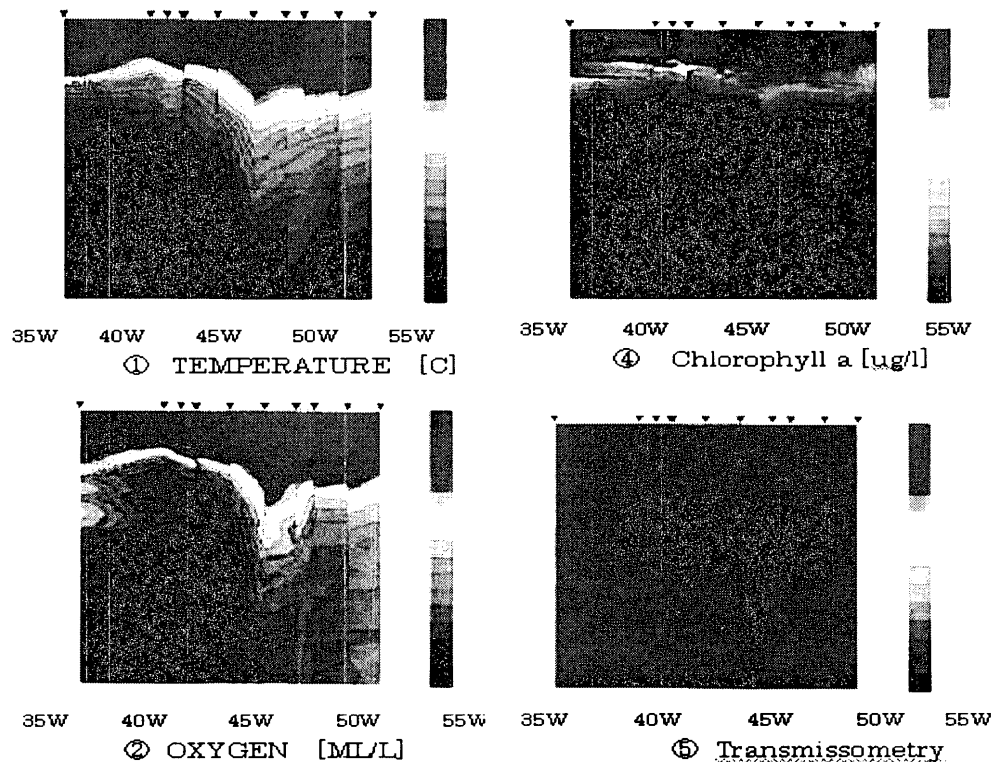 35W 40W 45W 50W 55W
① TEMPERATURE [C]
35W 40W 45W 50W 55W
④ Chlorophyll a [ug/l]
35W 40W 45W 50W 55W
② OXYGEN [ML/L]
35W 40W 45W 50W 55W
⑤ Transmissometry